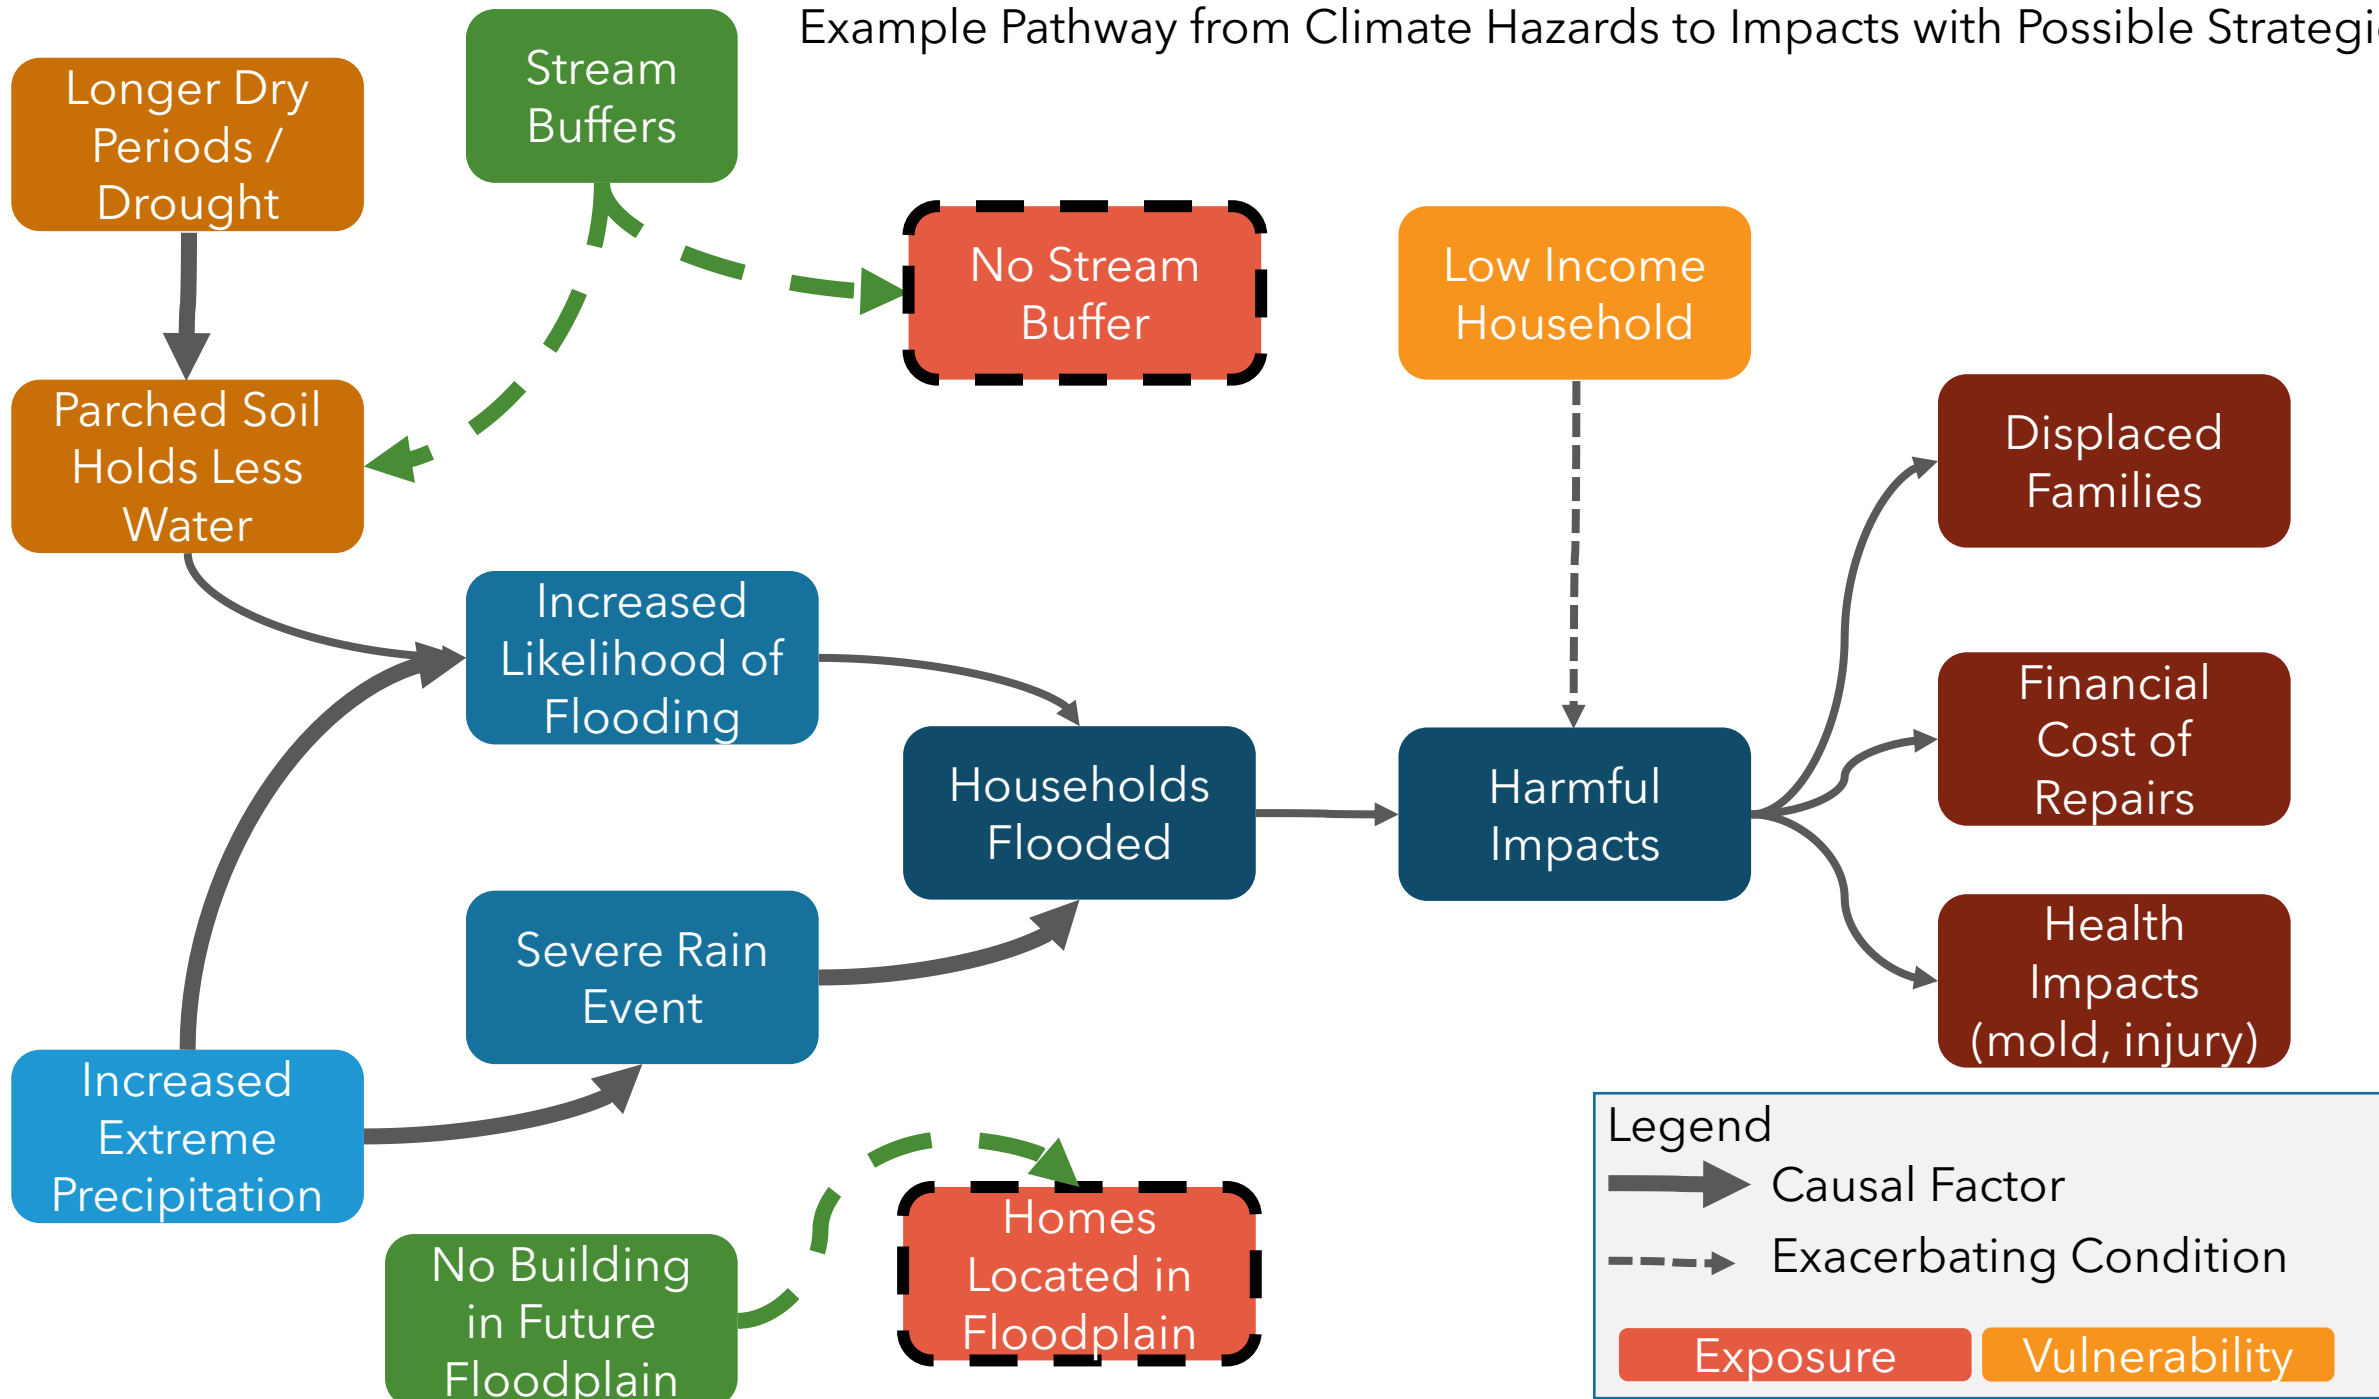 Example Pathway from Climate Hazards to Impacts with Possible
Longer Dry
Periods /
Drought
Stream
Buffers
No Stream
Buffer
Low Income
Household
Parched Soil
Holds Less
Water
Displaced
Families
Increased
Likelihood of
Flooding
Households
Flooded
Harmful
Impacts
Financial
Cost of
Repairs
Severe Rain
Event
Health
Impacts
(mold, injury)
Increased
Extreme
Precipitation
No Building
in Future
Floodplain
Homes
Located in
Floodplain
Legend
Causal Factor
Exacerbating Condition
Exposure
Vulnerability